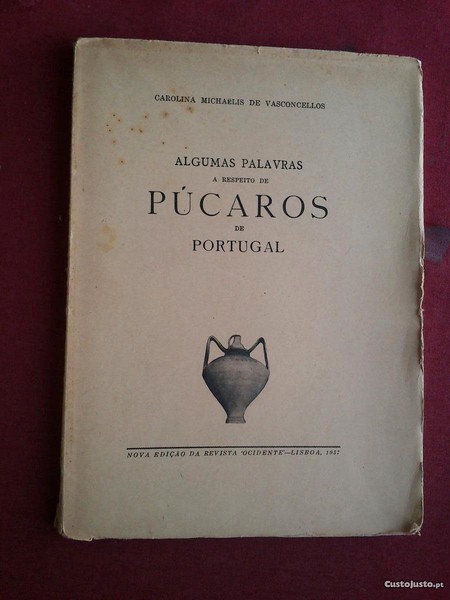 CAROLINA MICHAËLIS DE VASCONCELLOS
ALGUMAS PALAVRAS
A RESPEITO DE
PÚCAROS
DE
PORTUGAL
NOVA EDIÇÃO DA REVISTA 'OCIDENTE'—LISBOA, 1957
CustoJusto.pt